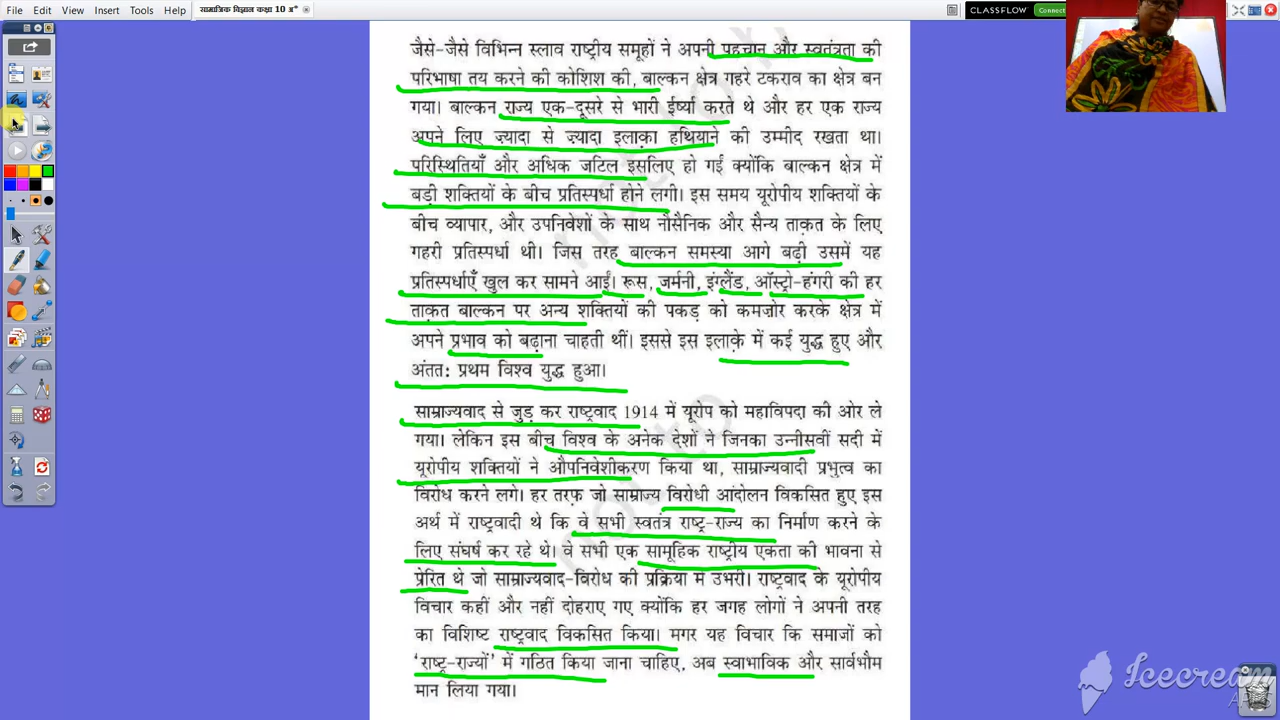 File Edit View Insert Tools Help सामाजिक विज्ञान कक्षा 10 अ* CLASSFLOW Connect
जैसे-जैसे विभिन्न स्लाव राष्ट्रीय समूहों ने अपनी पहचान और स्वतंत्रता की
परिभाषा तय करने की कोशिश की, बाल्कन क्षेत्र गहरे टकराव का क्षेत्र बन
गया। बाल्कन राज्य एक-दूसरे से भारी ईर्ष्या करते थे और हर एक राज्य
अपने लिए ज़्यादा से ज़्यादा इलाक़ा हथियाने की उम्मीद रखता था।
परिस्थितियाँ और अधिक जटिल इसलिए हो गई क्योंकि बाल्कन क्षेत्र में
बड़ी शक्तियों के बीच प्रतिस्पर्धा होने लगी। इस समय यूरोपीय शक्तियों के
बीच व्यापार, और उपनिवेशों के साथ नौसैनिक और सैन्य ताक़त के लिए
गहरी प्रतिस्पर्धा थी। जिस तरह बाल्कन समस्या आगे बढ़ी उसमें यह
प्रतिस्पर्धाएँ खुल कर सामने आईं। रूस, जर्मनी, इंग्लैंड, ऑस्ट्रो-हंगरी की हर
ताक़त बाल्कन पर अन्य शक्तियों की पकड़ को कमजोर करके क्षेत्र में
अपने प्रभाव को बढ़ाना चाहती थीं। इससे इस इलाक़े में कई युद्ध हुए और
अंतत: प्रथम विश्व युद्ध हुआ।
साम्राज्यवाद से जुड़ कर राष्ट्रवाद 1914 में यूरोप को महाविपदा की ओर ले
गया। लेकिन इस बीच विश्व के अनेक देशों ने जिनका उन्नीसवीं सदी में
यूरोपीय शक्तियों ने औपनिवेशीकरण किया था, साम्राज्यवादी प्रभुत्व का
विरोध करने लगे। हर तरफ़ जो साम्राज्य विरोधी आंदोलन विकसित हुए इस
अर्थ में राष्ट्रवादी थे कि वे सभी स्वतंत्र राष्ट्र-राज्य का निर्माण करने के
लिए संघर्ष कर रहे थे। वे सभी एक सामूहिक राष्ट्रीय एकता की भावना से
प्रेरित थे जो साम्राज्यवाद-विरोध की प्रक्रिया में उभरी। राष्ट्रवाद के यूरोपीय
विचार कहीं और नहीं दोहराए गए क्योंकि हर जगह लोगों ने अपनी तरह
का विशिष्ट राष्ट्रवाद विकसित किया। मगर यह विचार कि समाजों को
‘राष्ट्र-राज्यों’ में गठित किया जाना चाहिए, अब स्वाभाविक और सार्वभौम
मान लिया गया।
Icecream